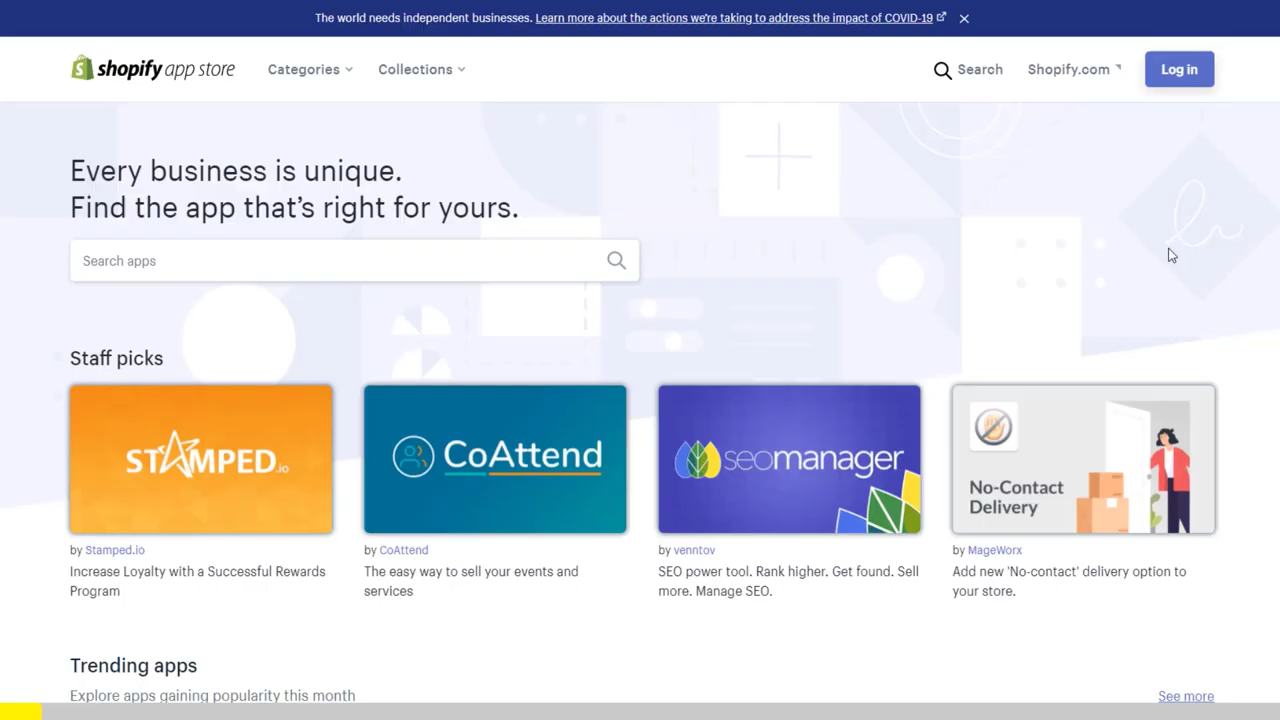 The world needs independent businesses. Learn more about the actions we're taking to address the impact of COVID-19
shopify app store
Categories
Collections
Search
Shopify.com
Log in
Every business is unique.
Find the app that's right for yours.
Search apps
Staff picks
STAMPED.io
CoAttend
seomanager
No-Contact
Delivery
by Stamped.io
by CoAttend
by venntov
by MageWorx
Increase Loyalty with a Successful Rewards
Program
The easy way to sell your events and
services
SEO power tool. Rank higher. Get found. Sell
more. Manage SEO.
Add new 'No-contact' delivery option to
your store.
Trending apps
Explore apps gaining popularity this month
See more